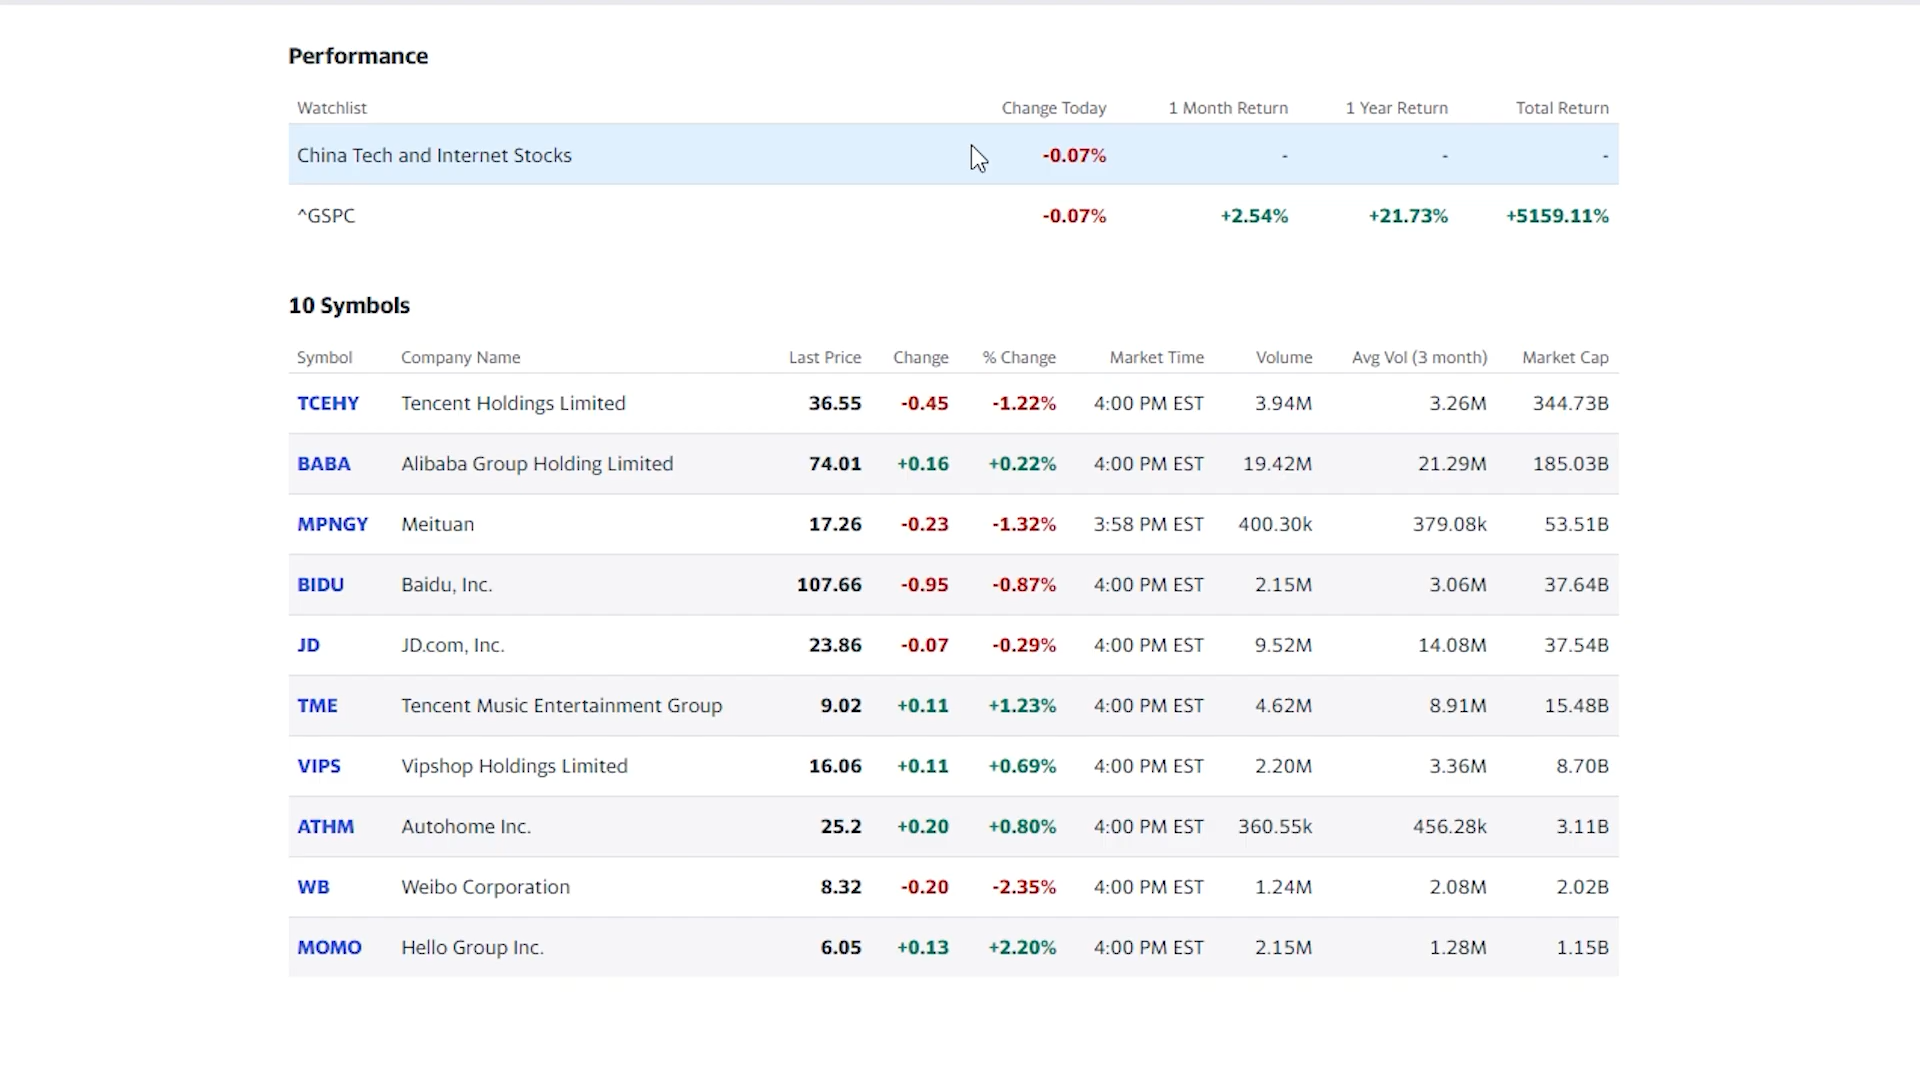 Performance
Watchlist Change Today 1 Month Return 1 Year Return Total Return
China Tech and Internet Stocks -0.07% - - -
^GSPC -0.07% +2.54% +21.73% +5159.11%
10 Symbols
Symbol Company Name Last Price Change % Change Market Time Volume Avg Vol (3 month) Market Cap
TCEHY Tencent Holdings Limited 36.55 -0.45 -1.22% 4:00 PM EST 3.94M 3.26M 344.73B
BABA Alibaba Group Holding Limited 74.01 +0.16 +0.22% 4:00 PM EST 19.42M 21.29M 185.03B
MPNGY Meituan 17.26 -0.23 -1.32% 3:58 PM EST 400.30k 379.08k 53.51B
BIDU Baidu, Inc. 107.66 -0.95 -0.87% 4:00 PM EST 2.15M 3.06M 37.64B
JD JD.com, Inc. 23.86 -0.07 -0.29% 4:00 PM EST 9.52M 14.08M 37.54B
TME Tencent Music Entertainment Group 9.02 +0.11 +1.23% 4:00 PM EST 4.62M 8.91M 15.48B
VIPS Vipshop Holdings Limited 16.06 +0.11 +0.69% 4:00 PM EST 2.20M 3.36M 8.70B
ATHM Autohome Inc. 25.2 +0.20 +0.80% 4:00 PM EST 360.55k 456.28k 3.11B
WB Weibo Corporation 8.32 -0.20 -2.35% 4:00 PM EST 1.24M 2.08M 2.02B
MOMO Hello Group Inc. 6.05 +0.13 +2.20% 4:00 PM EST 2.15M 1.28M 1.15B